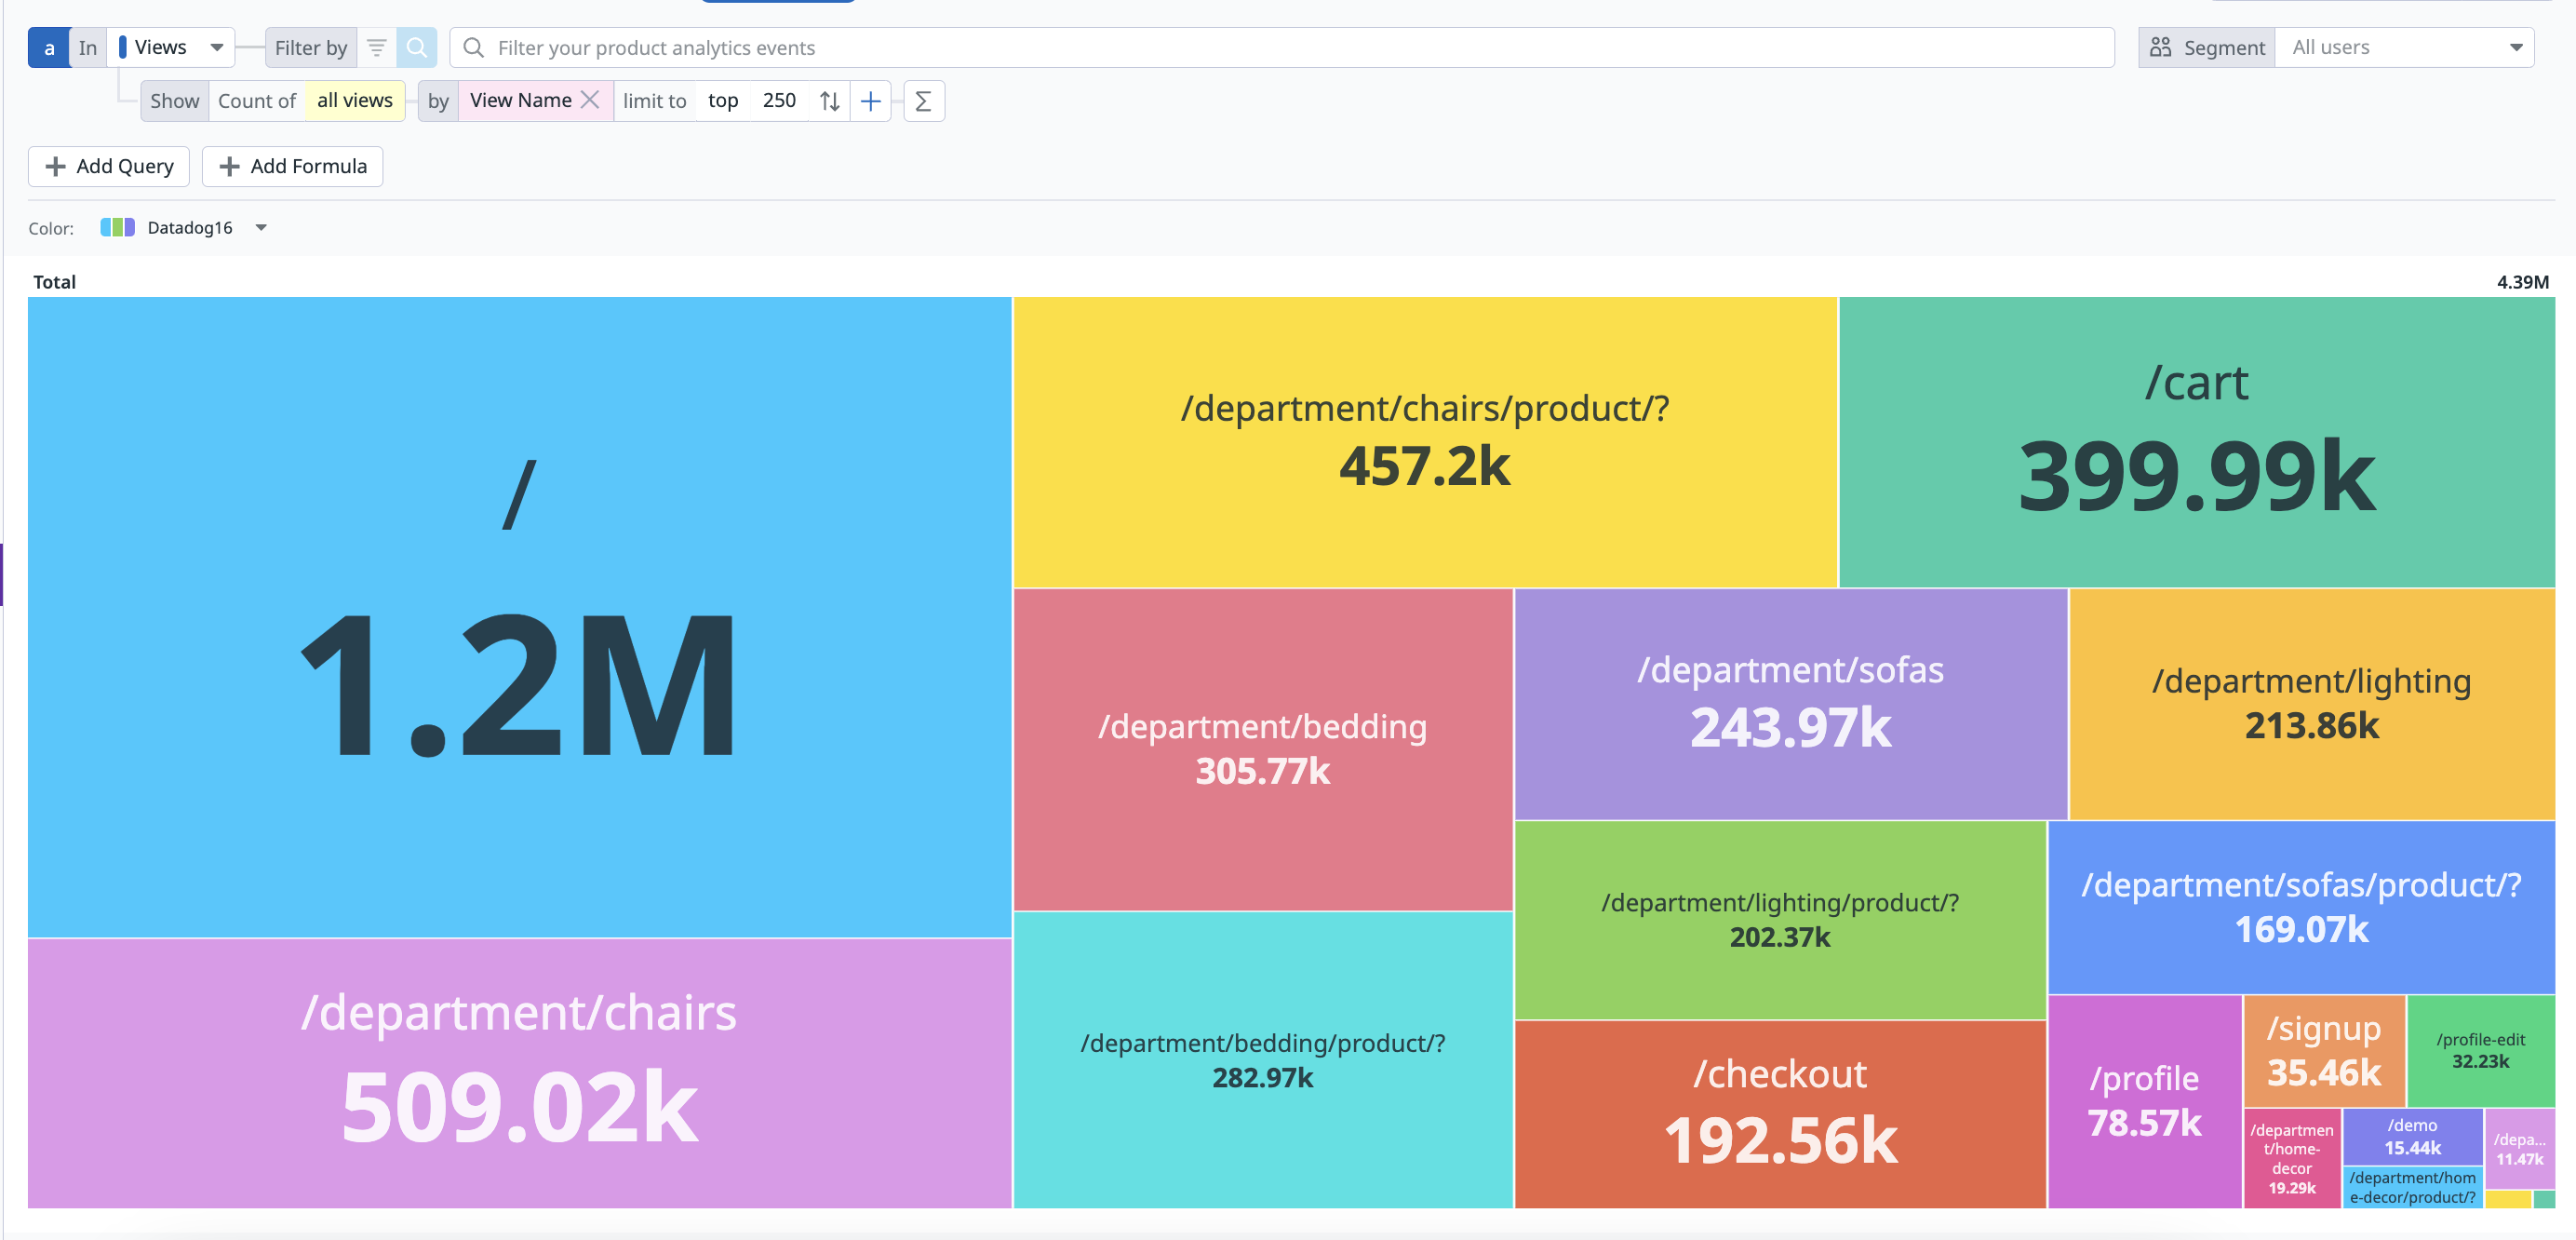 a In Views Filter by Filter your product analytics events Segment All users
Show Count of all views by View Name limit to top 250 Σ
Add Query Add Formula
Color: Datadog16
Total 4.39M
/
1.2M
/department/chairs
509.02k
/department/chairs/product/?
457.2k
/cart
399.99k
/department/bedding
305.77k
/department/sofas
243.97k
/department/lighting
213.86k
/department/bedding/product/?
282.97k
/department/lighting/product/?
202.37k
/department/sofas/product/?
169.07k
/checkout
192.56k
/profile
78.57k
/signup
35.46k
/profile-edit
32.23k
/departmen
t/home-
decor
19.29k
/demo
15.44k
/department/hom
e-decor/product/?
/depa...
11.47k